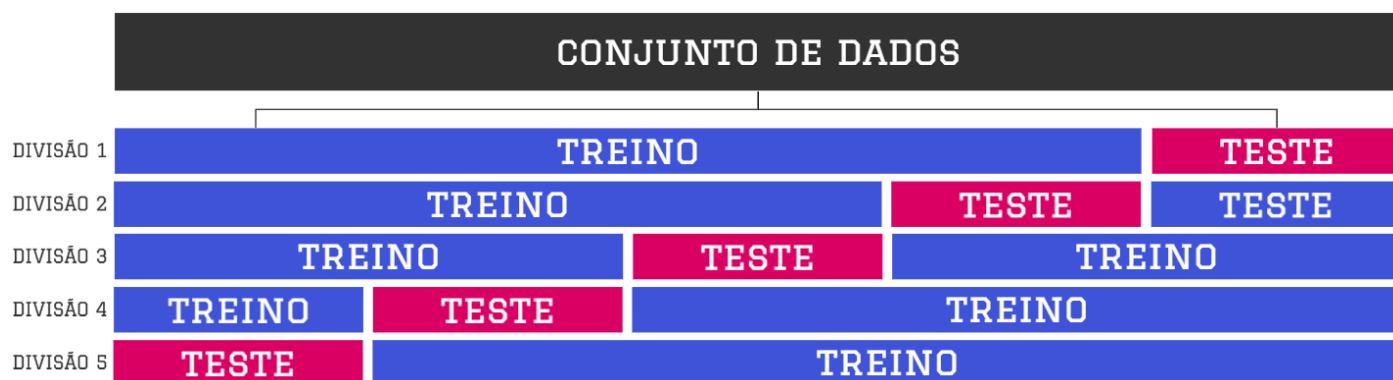 CONJUNTO DE DADOS
DIVISÃO 1 TREINO TESTE
DIVISÃO 2 TREINO TESTE TESTE
DIVISÃO 3 TREINO TESTE TREINO
DIVISÃO 4 TREINO TESTE TREINO
DIVISÃO 5 TESTE TREINO